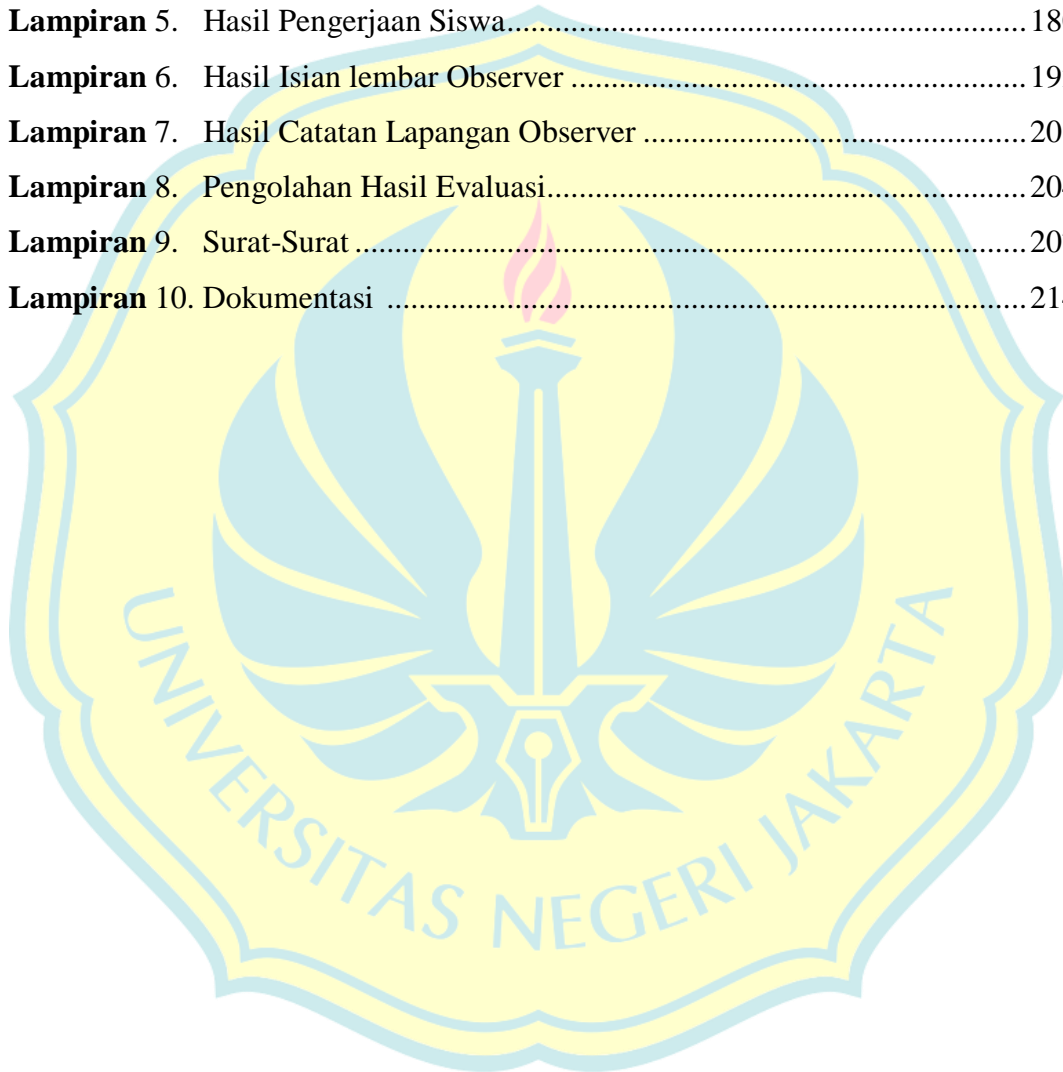 Lampiran 5. Hasil Pengerjaan Siswa.......................................................................... 18
Lampiran 6. Hasil Isian lembar Observer ................................................................. 19
Lampiran 7. Hasil Catatan Lapangan Observer ........................................................ 20
Lampiran 8. Pengolahan Hasil Evaluasi..................................................................... 20
Lampiran 9. Surat-Surat ............................................................................................. 20
Lampiran 10. Dokumentasi ......................................................................................... 21
UNIVERSITAS NEGERI JAKARTA